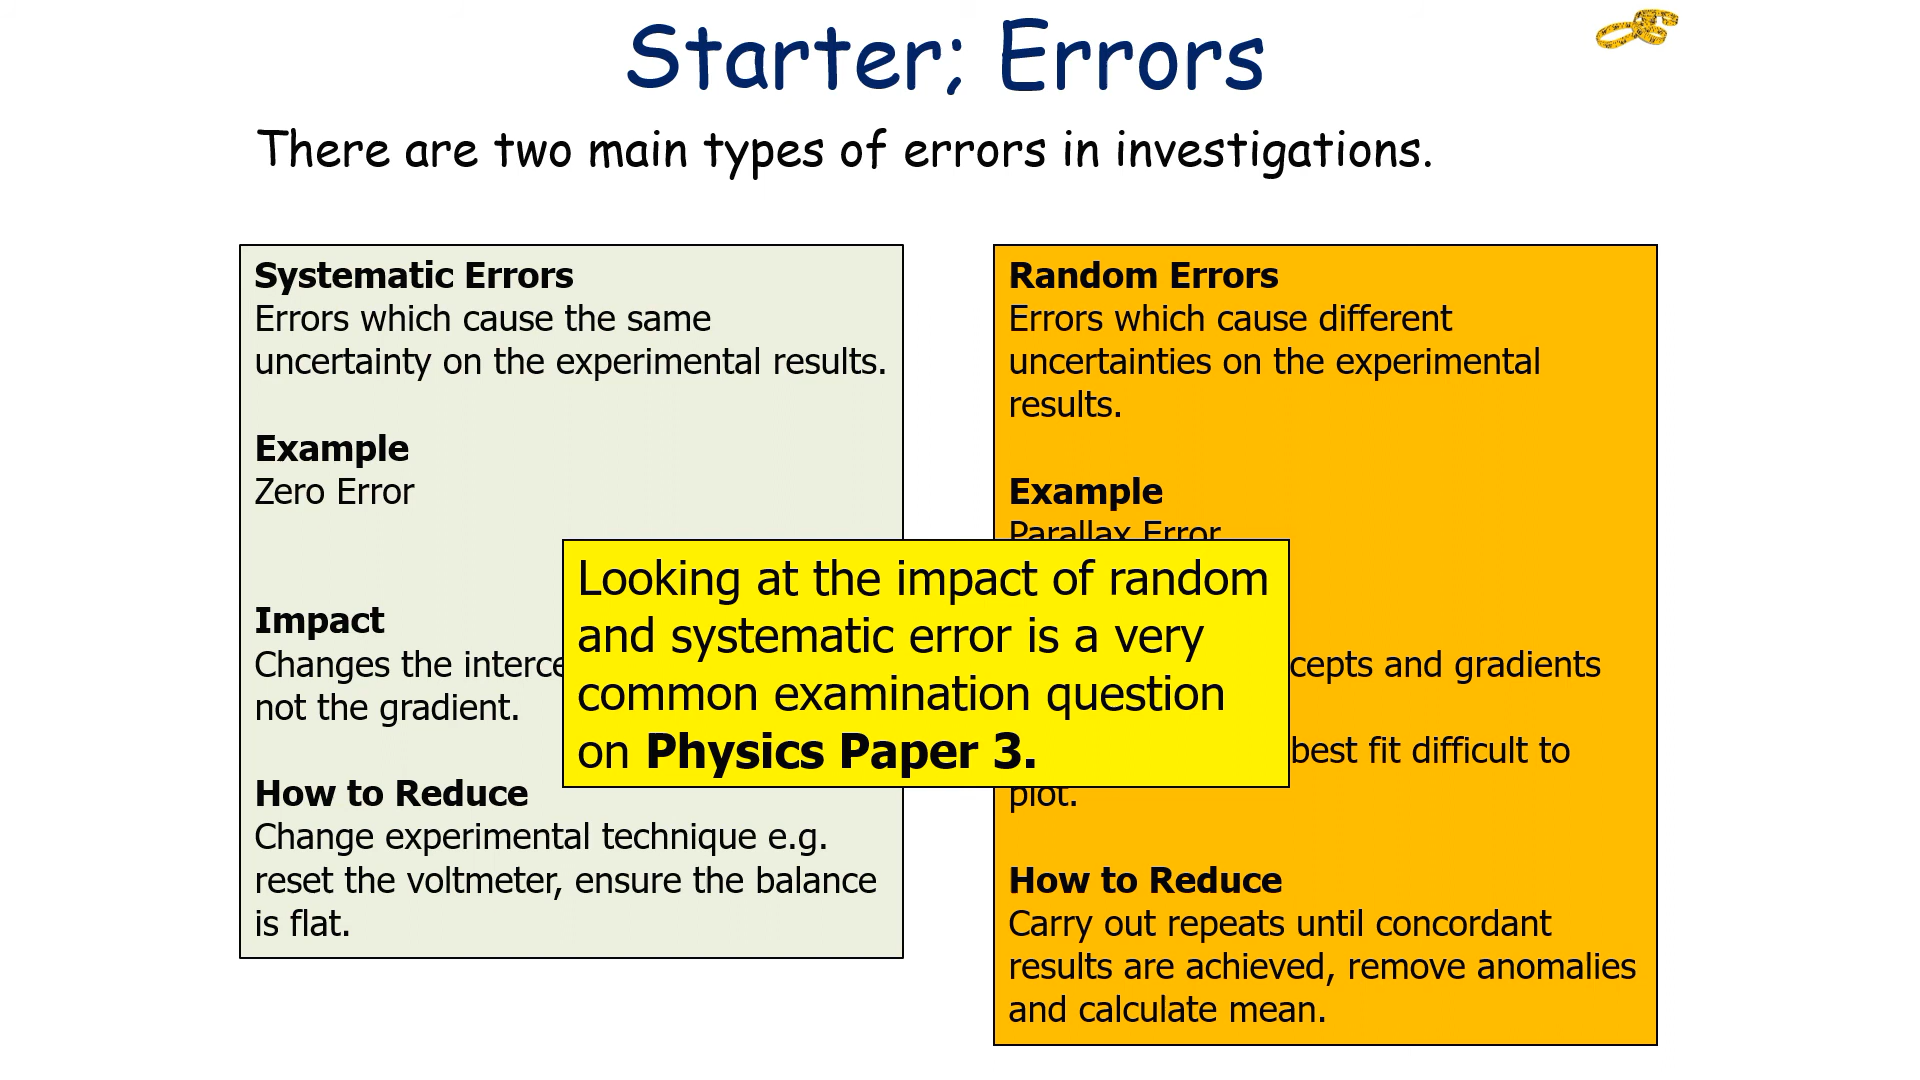 Starter; Errors
There are two main types of errors in investigations.
Systematic Errors
Errors which cause the same
uncertainty on the experimental results.
Example
Zero Error
Impact
Changes the
not the gradient.
How to Reduce
Change experimental technique e.g.
reset the voltmeter, ensure the balance
is flat.
Random Errors
Errors which cause different
uncertainties on the experimental
results.
Example
Parallax Error
and gradients
best fit difficult to
plot.
How to Reduce
Carry out repeats until concordant
results are achieved, remove anomalies
and calculate mean.
Looking at the impact of random
and systematic error is a very
common examination question
on Physics Paper 3.